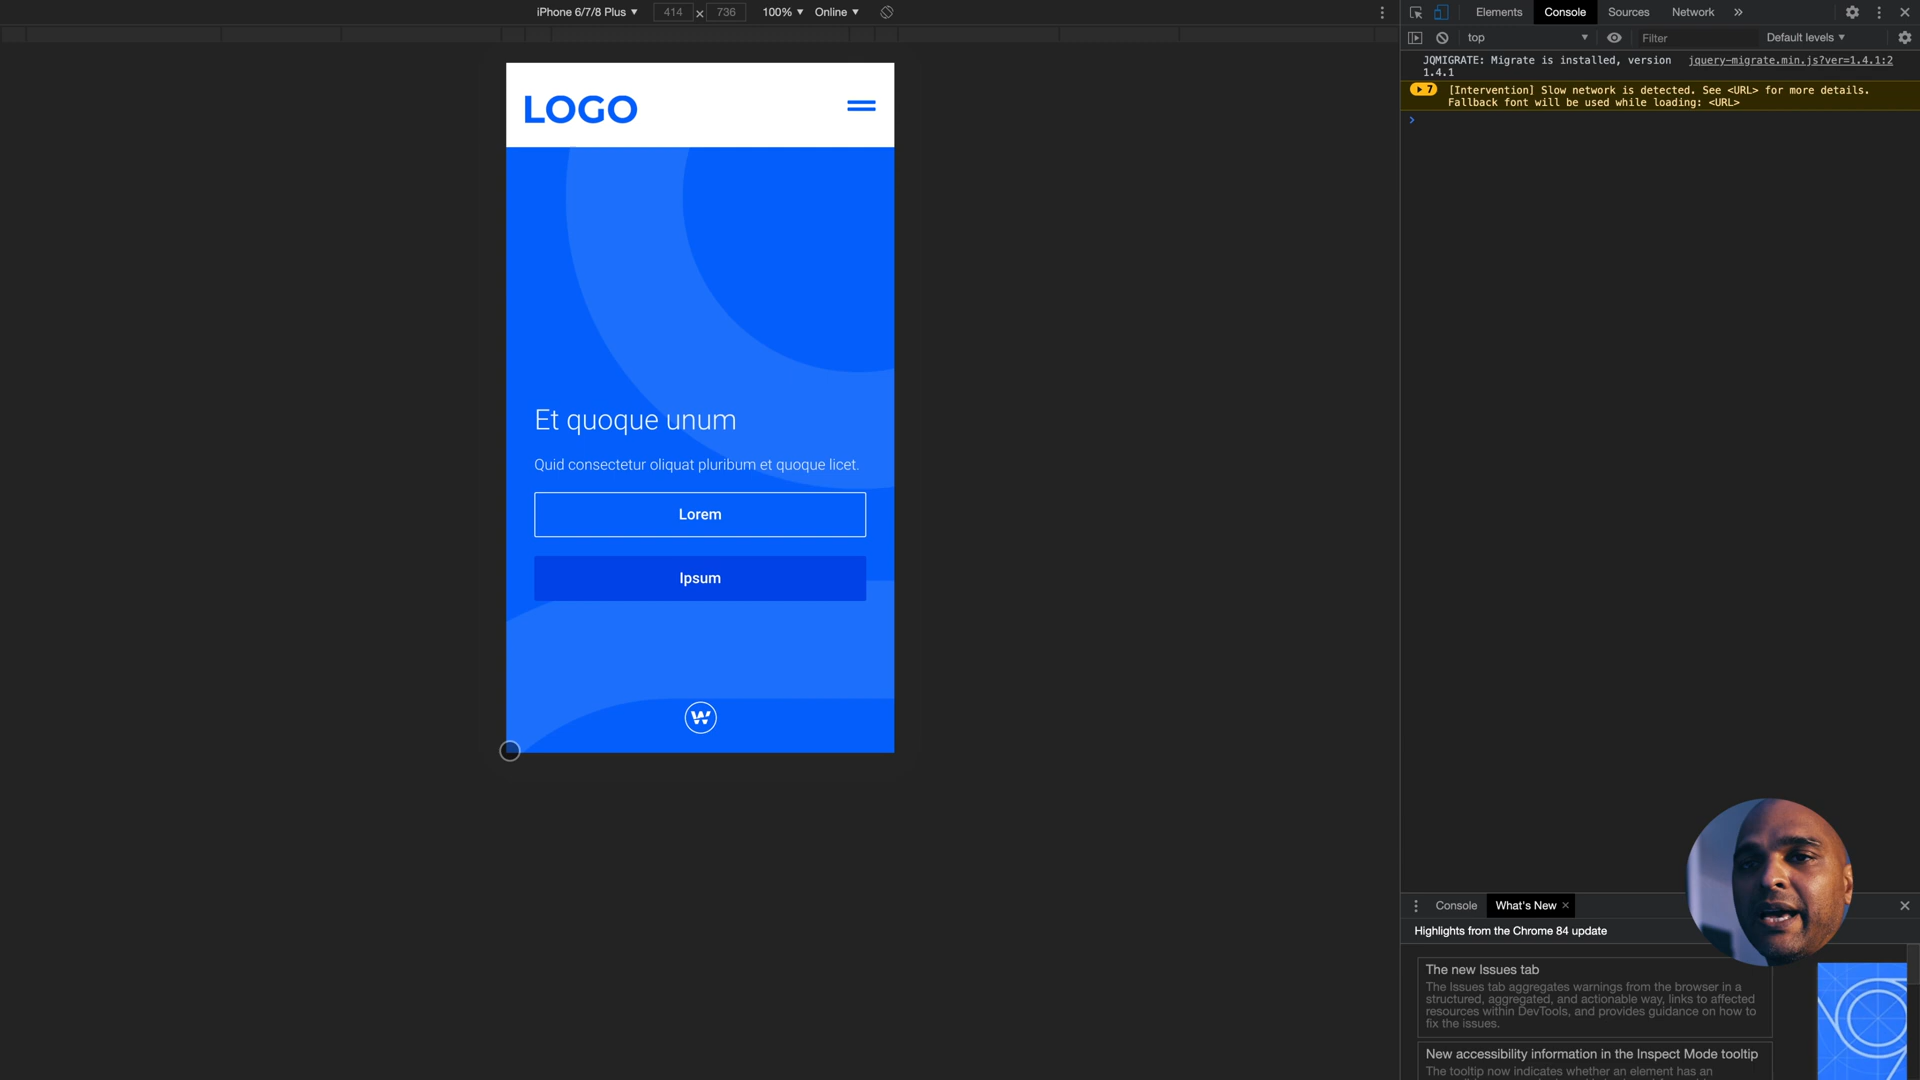 iPhone 6/7/8 Plus ▼ 414 × 736 100% ▼ Online ▼
Elements Console Sources Network »
top ▼ Filter Default levels ▼
JQMIGRATE: Migrate is installed, version jquery-migrate.min.js?ver=1.4.1:2
1.4.1
7 [Intervention] Slow network is detected. See <URL> for more details.
Fallback font will be used while loading: <URL>
LOGO
Et quoque unum
Quid consectetur oliquat pluribum et quoque licet.
Lorem
Ipsum
W
Console What's New ×
Highlights from the Chrome 84 update
The new Issues tab
The Issues tab aggregates warnings from the browser in a
structured, aggregated, and actionable way, links to affected
resources within DevTools, and provides guidance on how to
fix the issues.
New accessibility information in the Inspect Mode tooltip
The tooltip now indicates whether an element has an